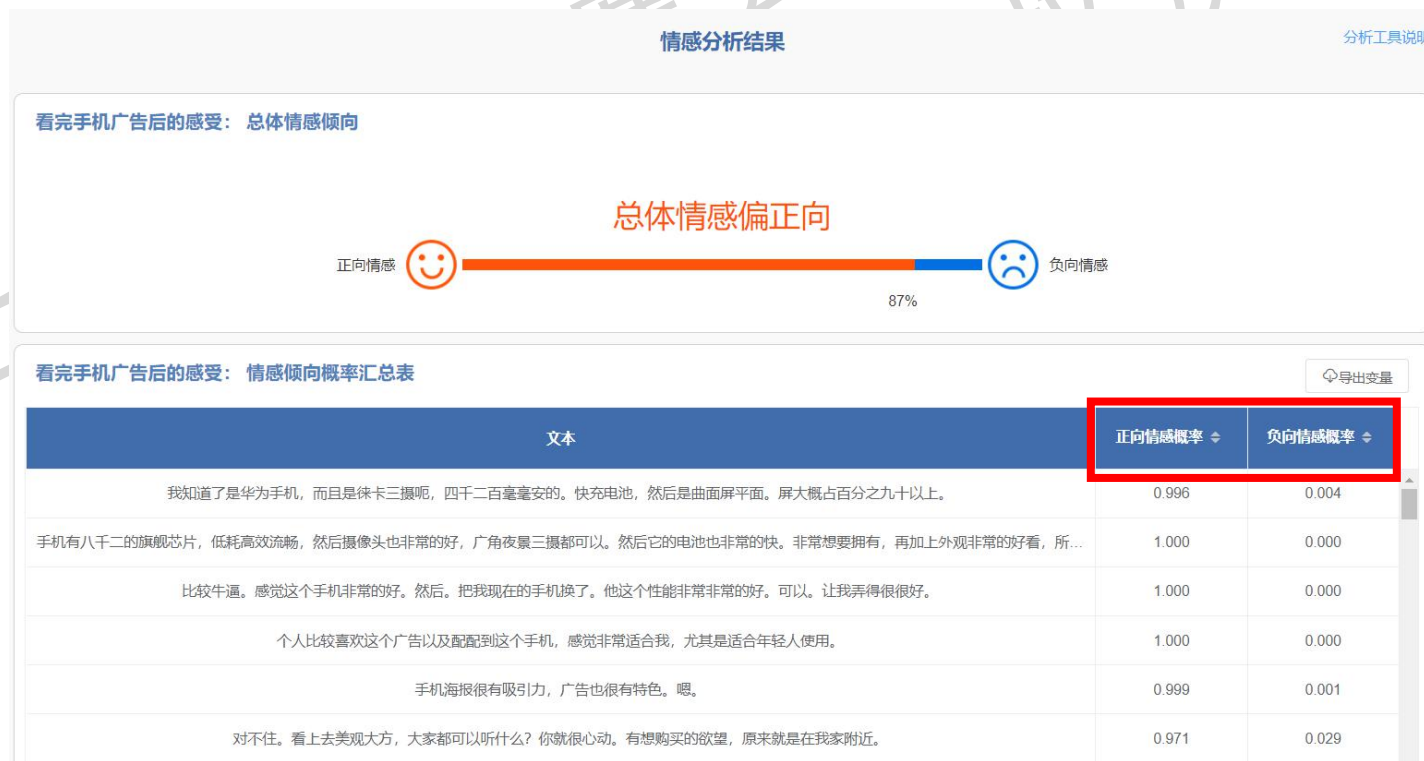 情感分析结果
分析工具说明
看完手机广告后的感受： 总体情感倾向
总体情感偏正向
正向情感
负向情感
87%
看完手机广告后的感受： 情感倾向概率汇总表
导出变量
文本 正向情感概率 负向情感概率
我知道了是华为手机，而且是徕卡三摄呃，四千二百毫毫安的。快充电池，然后是曲面屏平面。屏大概占百分之九十以上。 0.996 0.004
手机有八千二的旗舰芯片，低耗高效流畅，然后摄像头也非常的好，广角夜景三摄都可以。然后它的电池也非常的快。非常想要拥有，再加上外观非常的好看，所... 1.000 0.000
比较牛逼。感觉这个手机非常的好。然后。把我现在的手机换了。他这个性能非常非常的好。可以。让我弄得很很好。 1.000 0.000
个人比较喜欢这个广告以及配配到这个手机，感觉非常适合我，尤其是适合年轻人使用。 1.000 0.000
手机海报很有吸引力，广告也很有特色。嗯。 0.999 0.001
对不住。看上去美观大方，大家都可以听什么？你就很心动。有想购买的欲望，原来就是在我家附近。 0.971 0.029